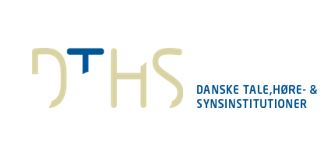 DTHS
DANSKE TALE,HØRE- &
SYNSINSTITUTIONER